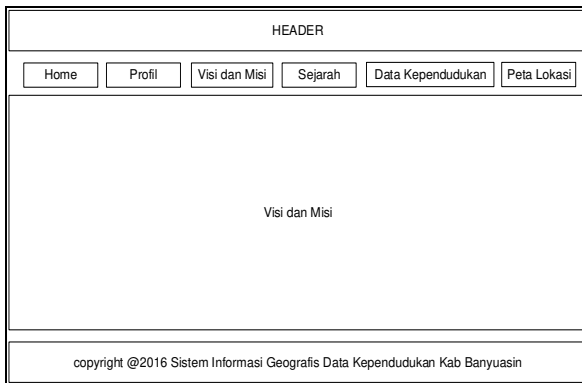 HEADER
Home Profil Visi dan Misi Sejarah Data Kependudukan Peta Lokasi
Visi dan Misi
copyright @2016 Sistem Informasi Geografis Data Kependudukan Kab Banyuasin